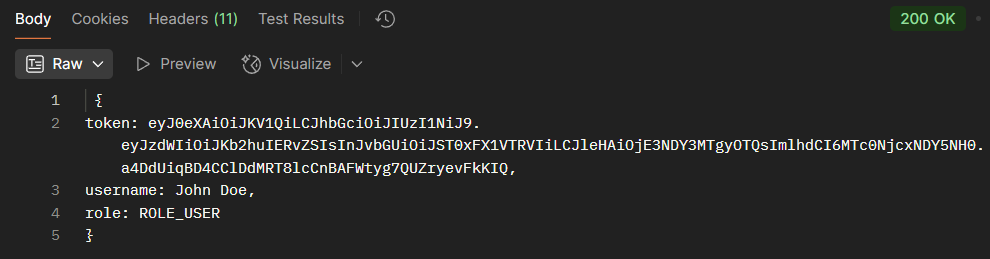 Body Cookies Headers (11) Test Results 200 OK
Raw Preview Visualize
1 {
2 token: eyJ0eXAiOiJKV1QiLCJhbGciOiJIUzI1NiJ9.
eyJzdWIiOiJKb2huIERvZSIsInJvbGUiOiJST0xFX1VTRVIiLCJleHAiOjE3NDY3MTgyOTQsImlhdCI6MTc0NjcxNDY5NH0.
a4DdUiqBD4CClDdMRT8lcCnBAFWtyg7QUZryevFkKIQ,
3 username: John Doe,
4 role: ROLE_USER
5 }